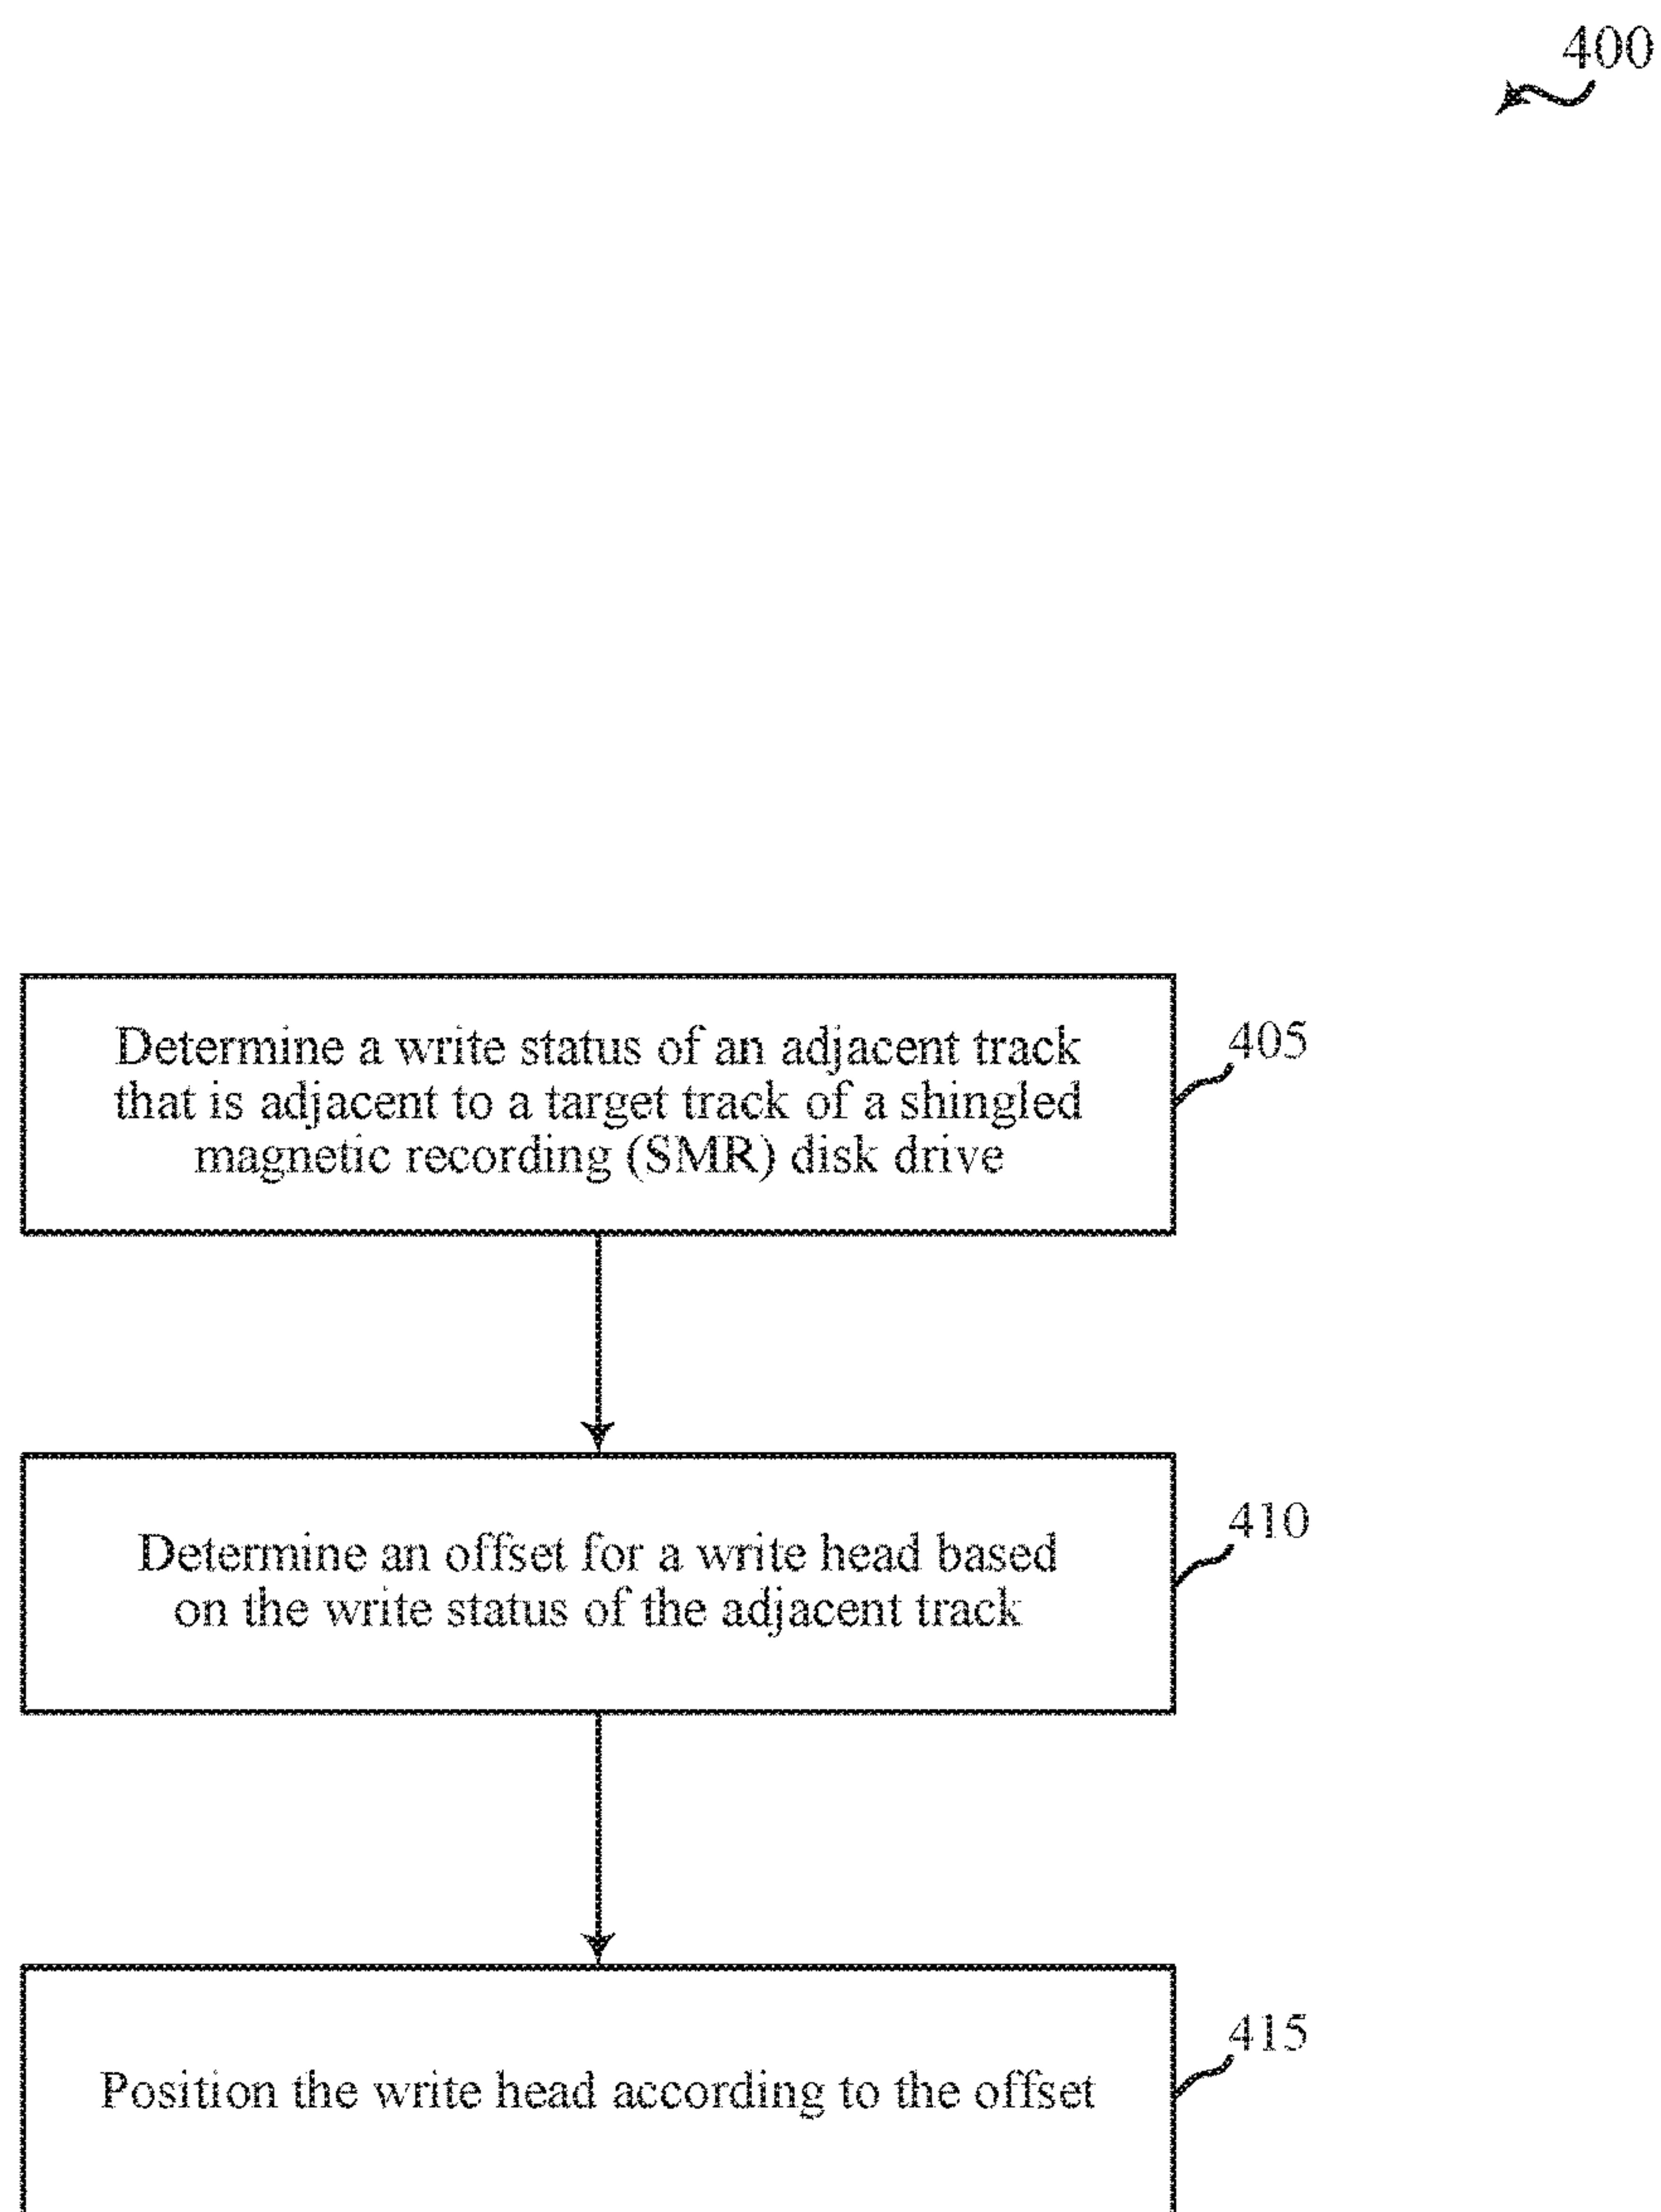 400
Determine a write status of an adjacent track
that is adjacent to a target track of a shingled
magnetic recording (SMR) disk drive
405
Determine an offset for a write head based
on the write status of the adjacent track
410
Position the write head according to the offset
415